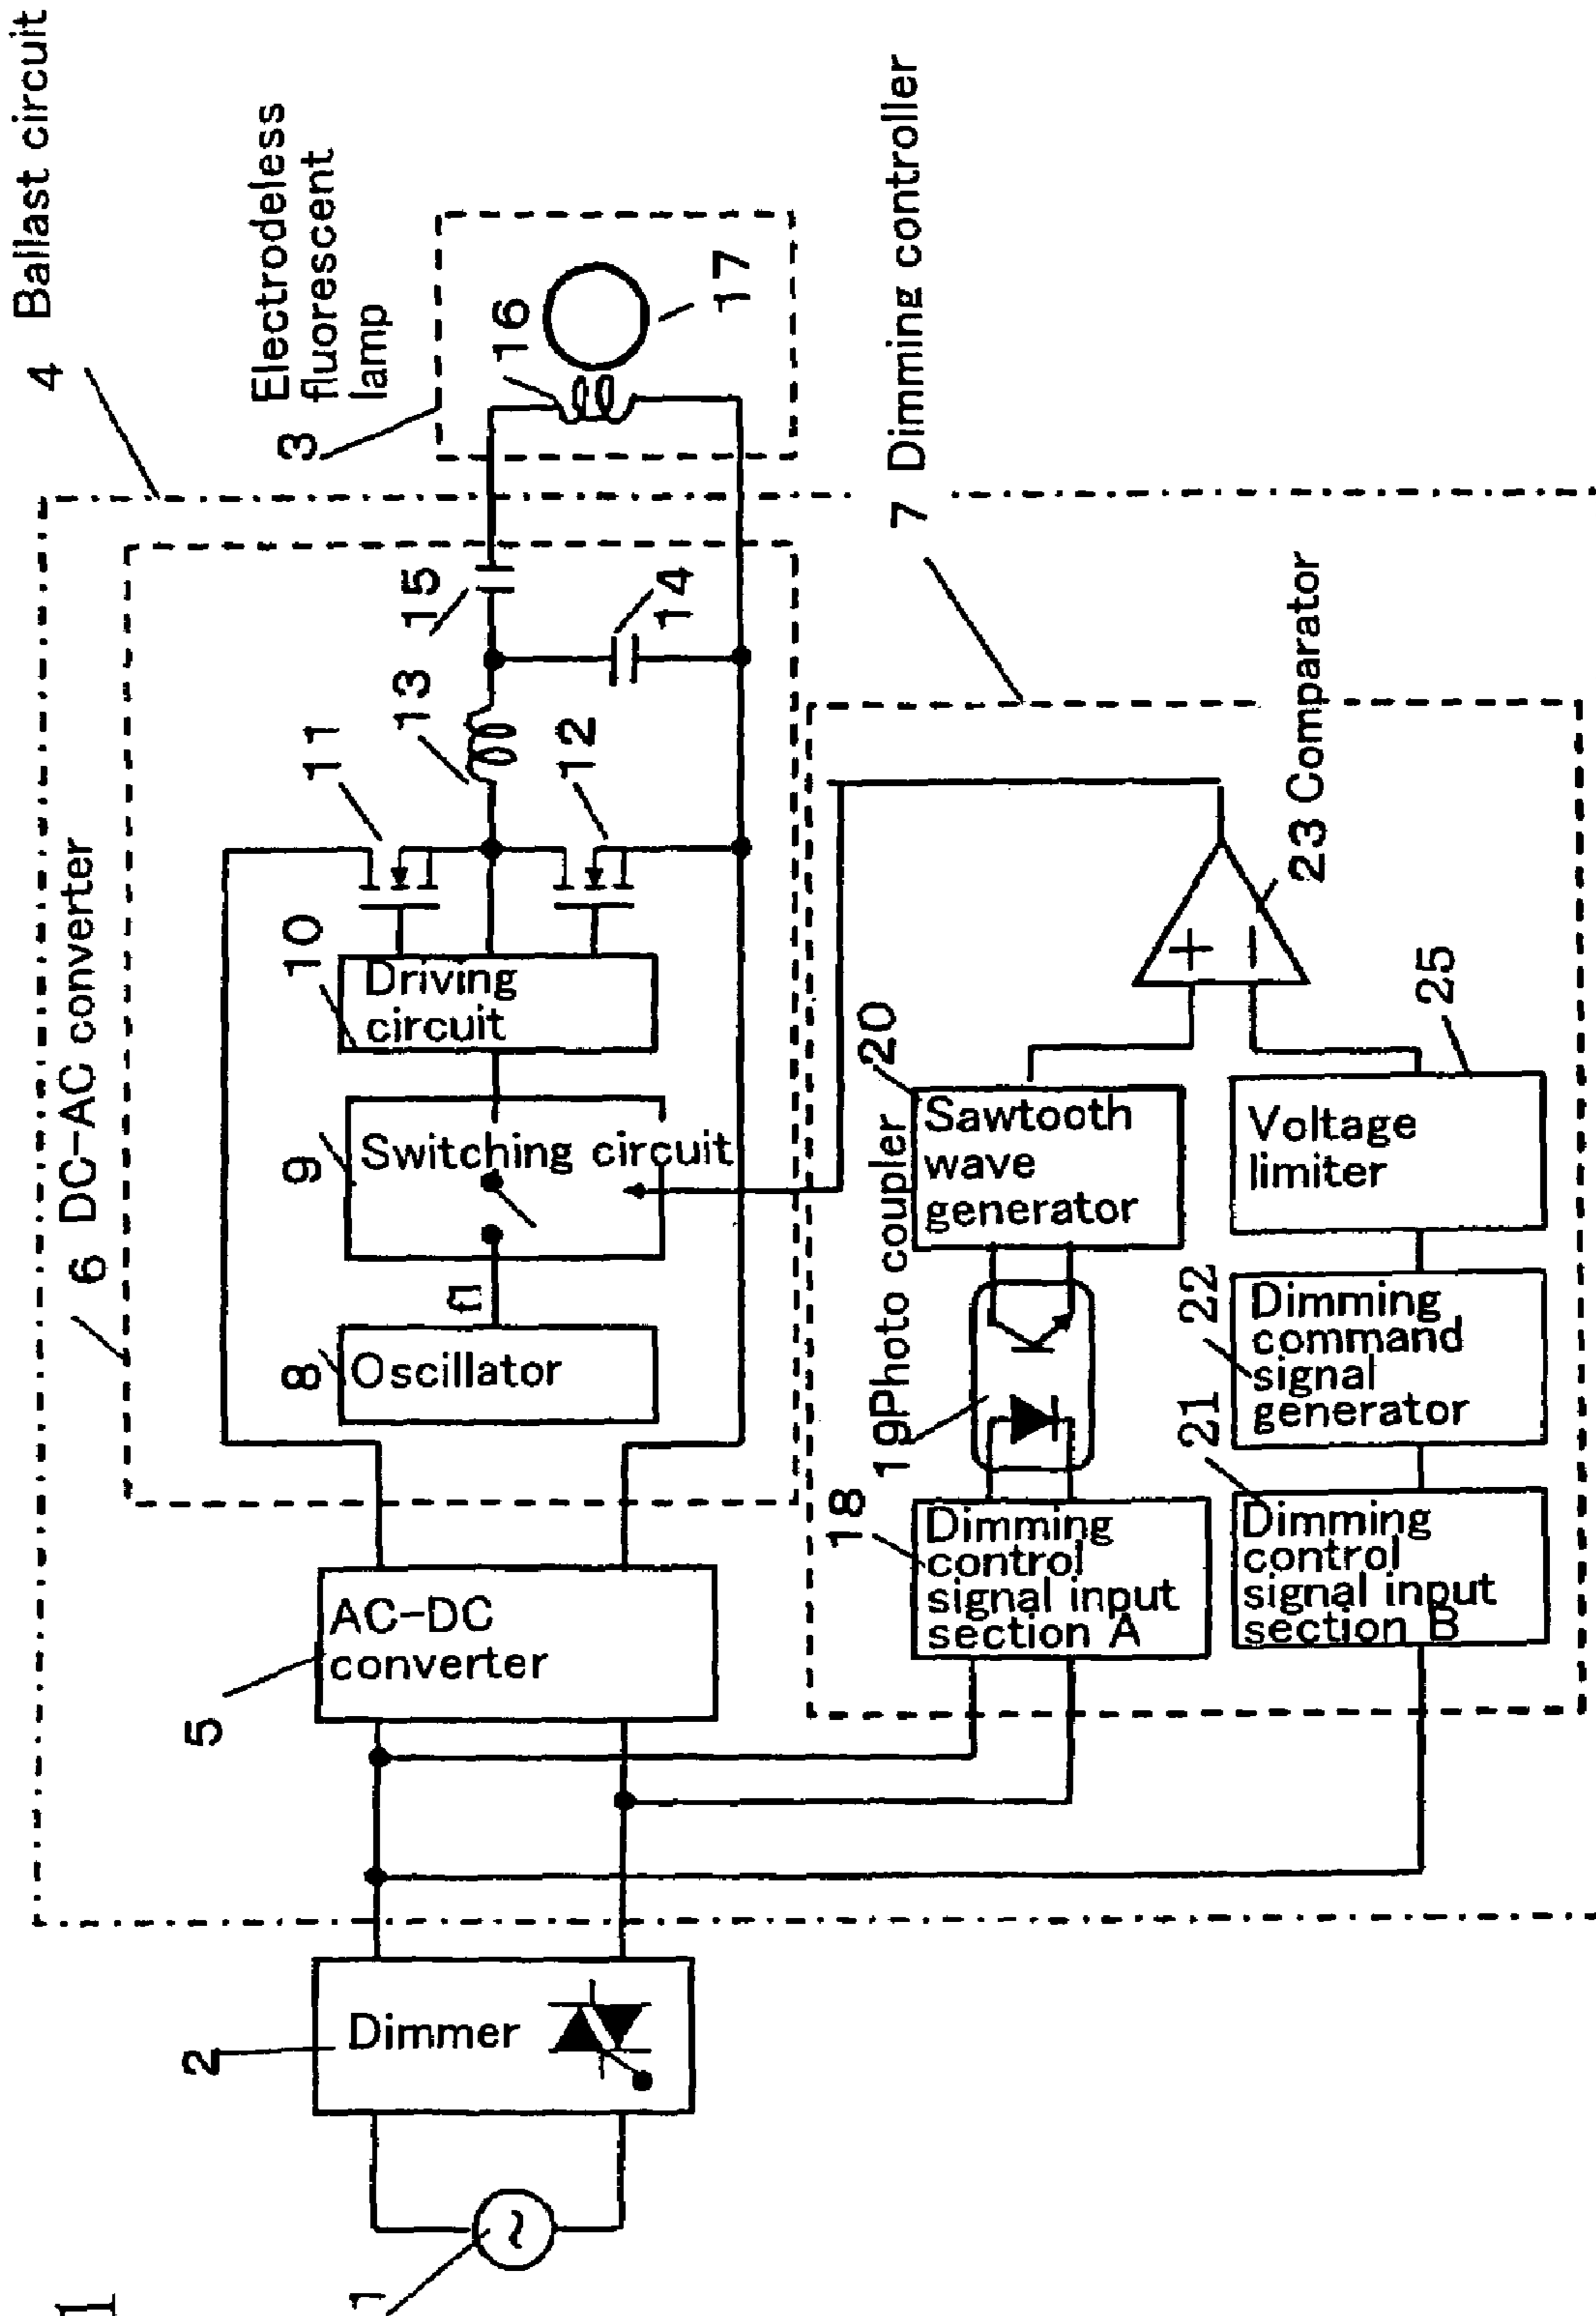 1
4 Ballast circuit
6 DC-AC converter
Electrodeless
fluorescent
lamp
3
16
17
15
14
13
11
12
10
Driving
circuit
9
Switching circuit
f1
8
Oscillator
5
AC-DC
converter
2
Dimmer
1
~
7 Dimming controller
23 Comparator
+
−
20
Sawtooth
wave
generator
19Photo coupler
18
Dimming
control
signal input
section A
25
Voltage
limiter
22
Dimming
command
signal
generator
21
Dimming
control
signal input
section B